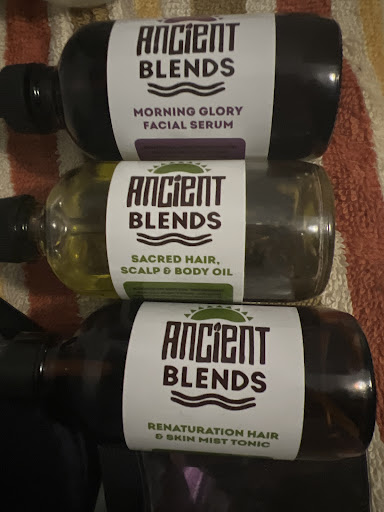 ANCIENT
BLENDS
MORNING GLORY
FACIAL SERUM
ANCIENT
BLENDS
SACRED HAIR,
SCALP & BODY OIL
ANCIENT
BLENDS
RENATURATION HAIR
& SKIN MIST TONIC